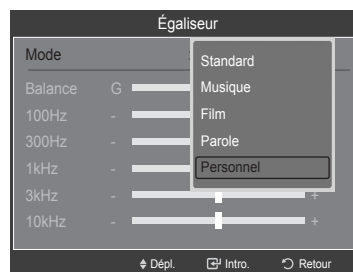 Égaliseur
Mode :
Standard
Musique
Film
Parole
Personnel
Balance G
100Hz -
300Hz -
1kHz -
3kHz - +
10kHz - +
Dépl. Intro. Retour